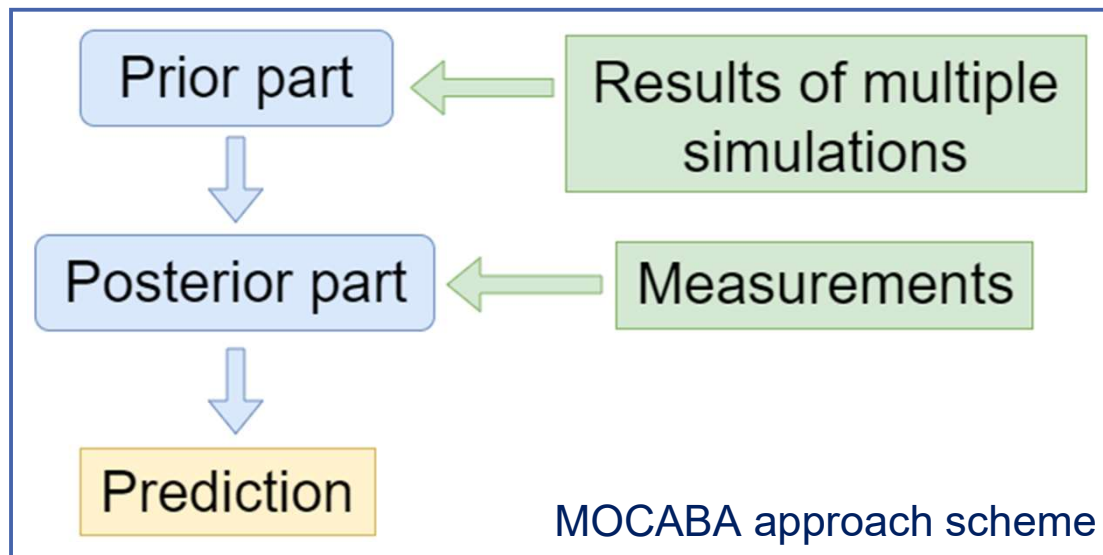 Prior part
Results of multiple
simulations
Posterior part
Measurements
Prediction
MOCABA approach scheme